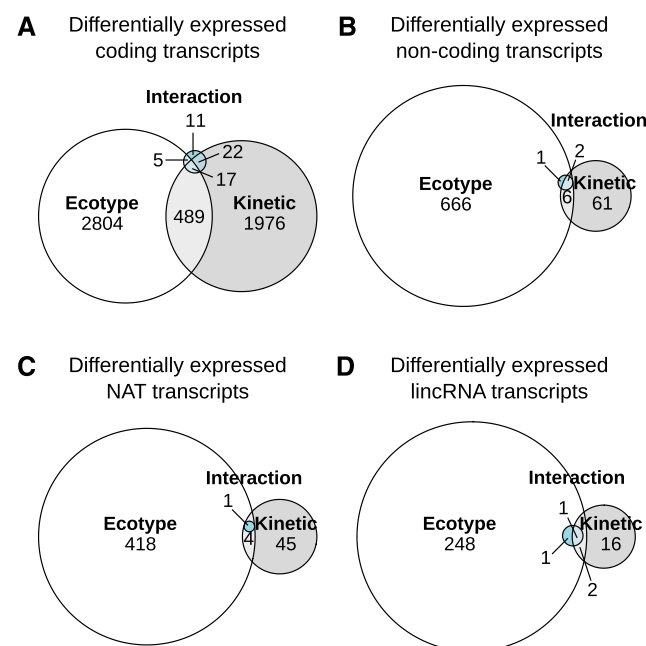 A
Differentially expressed
coding transcripts
Interaction
11
5
22
17
Ecotype
2804
489
Kinetic
1976
B
Differentially expressed
non-coding transcripts
Interaction
1
2
Ecotype
666
6
Kinetic
61
C
Differentially expressed
NAT transcripts
Interaction
1
Ecotype
418
4
Kinetic
45
D
Differentially expressed
lincRNA transcripts
Interaction
1
Ecotype
248
Kinetic
16
1
2